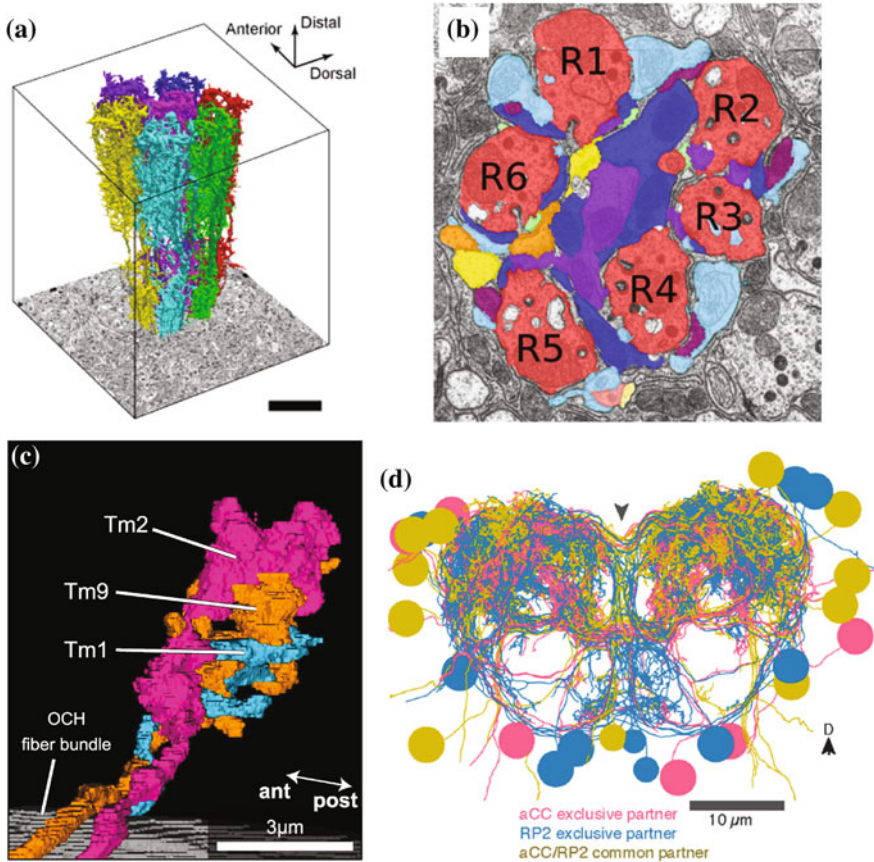 (a)
Anterior
Distal
Dorsal
(b)
R1
R2
R3
R4
R5
R6
(c)
Tm2
Tm9
Tm1
OCH
fiber bundle
ant
post
3μm
(d)
D
aCC exclusive partner
RP2 exclusive partner
aCC/RP2 common partner
10 μm